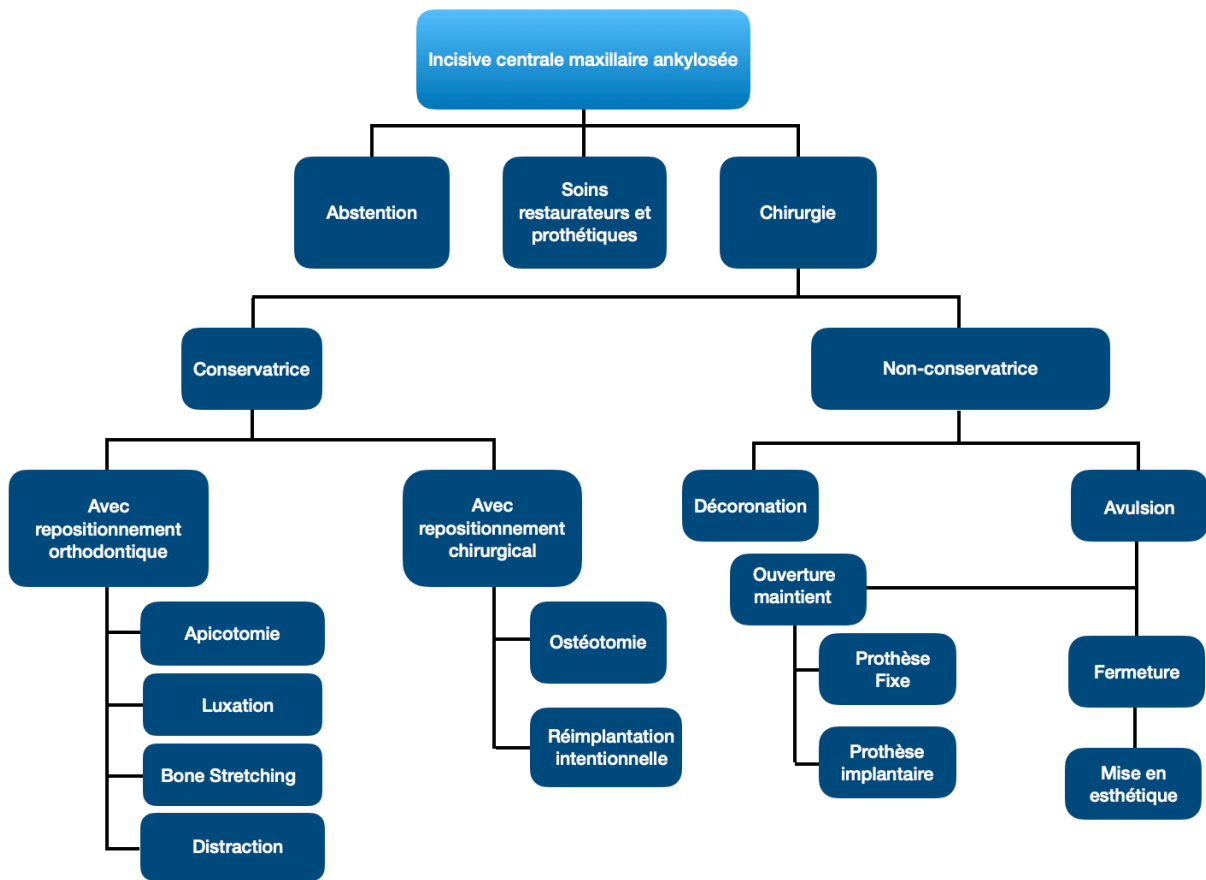 Incisive centrale maxillaire ankylosée
Abstention
Soins
restaurateurs et
prothétiques
Chirurgie
Conservatrice
Non-conservatrice
Avec
repositionnement
orthodontique
Avec
repositionnement
chirurgical
Décoronation
Avulsion
Ouverture
maintient
Apicotomie
Ostéotomie
Prothèse
Fixe
Fermeture
Luxation
Réimplantation
intentionnelle
Prothèse
implantaire
Mise en
esthétique
Bone Stretching
Distraction